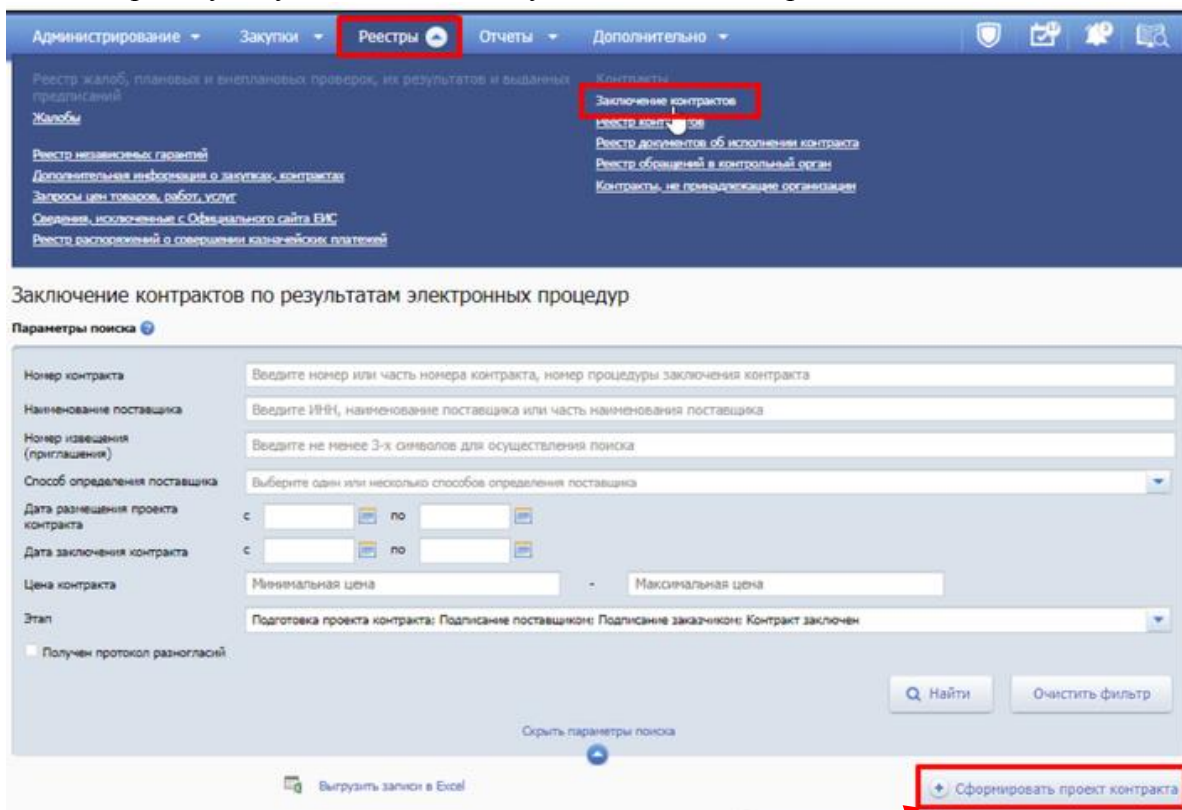 Администрирование Закупки Реестры Отчеты Дополнительно
Реестр жалоб, плановых и внеплановых проверок, их результатов и выданных
предписаний
Жалобы
Реестр независимых гарантий
Дополнительная информация о закупках, контрактах
Запросы цен товаров, работ, услуг
Сведения, исключенные с Официального сайта ЕИС
Реестр распоряжений о совершении казначейских платежей
Контракты
Заключение контрактов
Реестр контрактов
Реестр документов об исполнении контракта
Реестр обращений в контрольный орган
Контракты, не принадлежащие организации
Заключение контрактов по результатам электронных процедур
Параметры поиска
Номер контракта Введите номер или часть номера контракта, номер процедуры заключения контракта
Наименование поставщика Введите ИНН, наименование поставщика или часть наименования поставщика
Номер извещения
(приглашения) Введите не менее 3-х символов для осуществления поиска
Способ определения поставщика Выберите один или несколько способов определения поставщика
Дата размещения проекта
контракта с по
Дата заключения контракта с по
Цена контракта Минимальная цена - Максимальная цена
Этап Подготовка проекта контракта; Подписание поставщиком; Подписание заказчиком; Контракт заключен
Получен протокол разногласий
Найти Очистить фильтр
Скрыть параметры поиска
Выгрузить записи в Excel Сформировать проект контракта